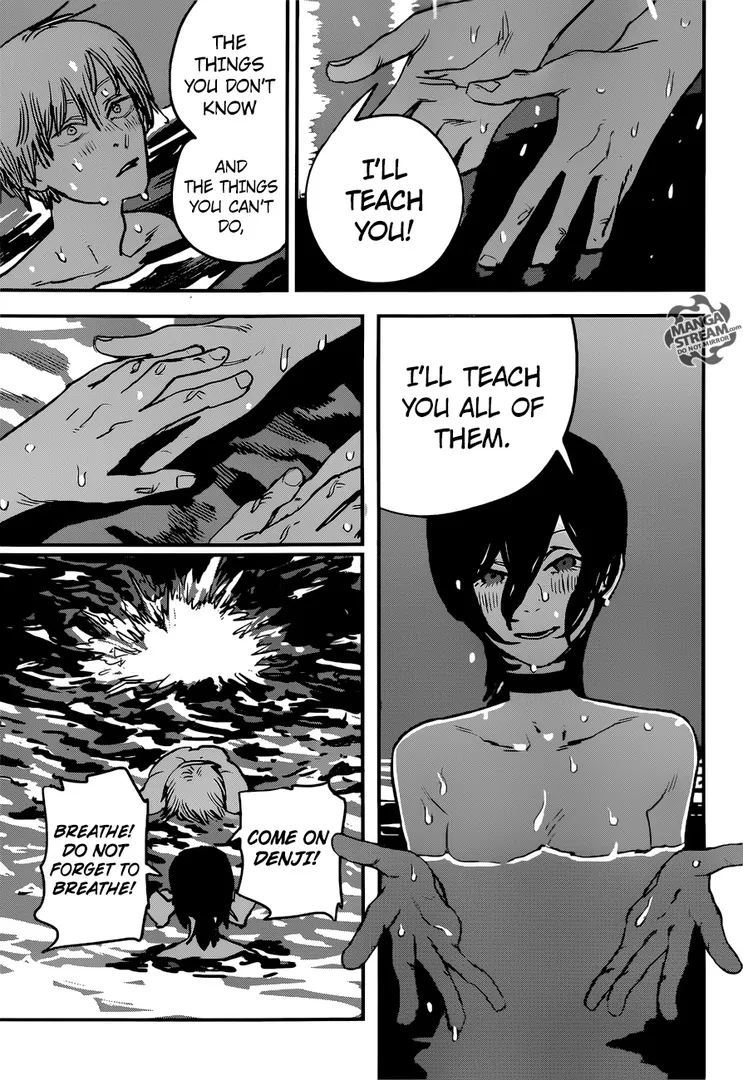 I'LL
TEACH
YOU!
THE
THINGS
YOU DON'T
KNOW
AND
THE THINGS
YOU CAN'T
DO,
MANGA
STREAM.COM
DO NOT MIRROR
I'LL TEACH
YOU ALL OF
THEM.
COME ON
DENJI!
BREATHE!
DO NOT
FORGET TO
BREATHE!